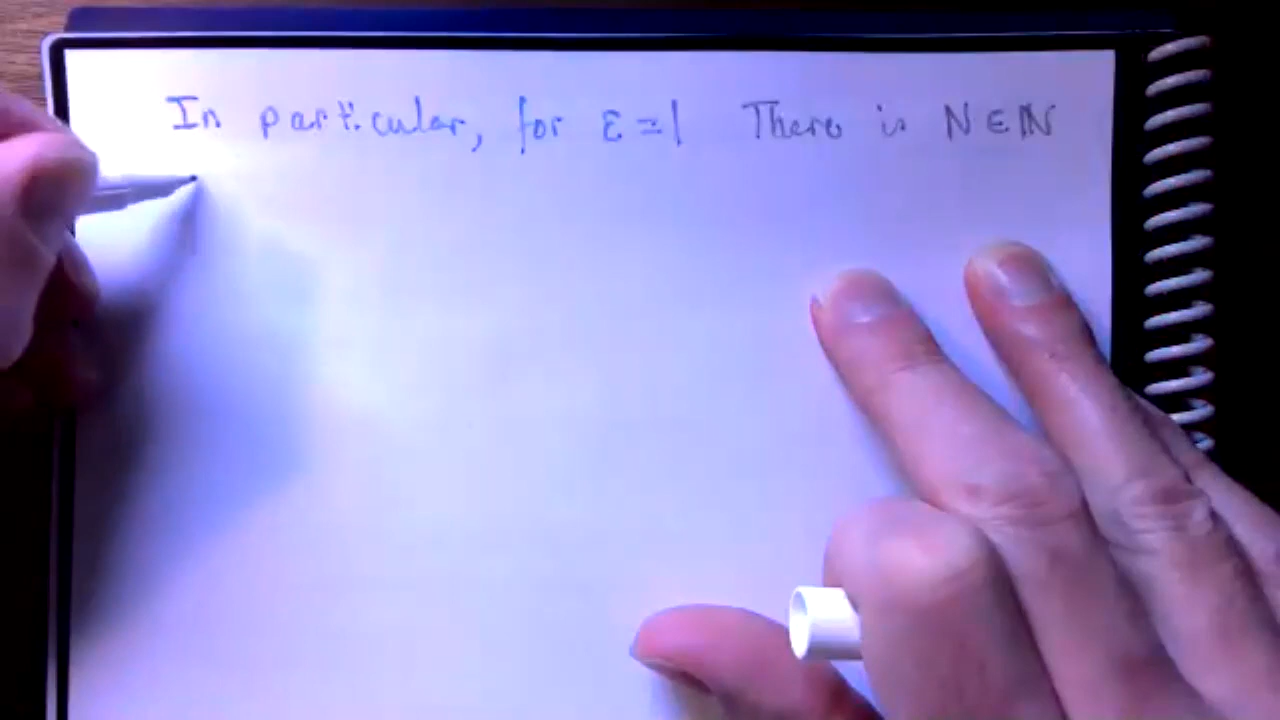 In particular, for ε=1 There is N∈ℕ